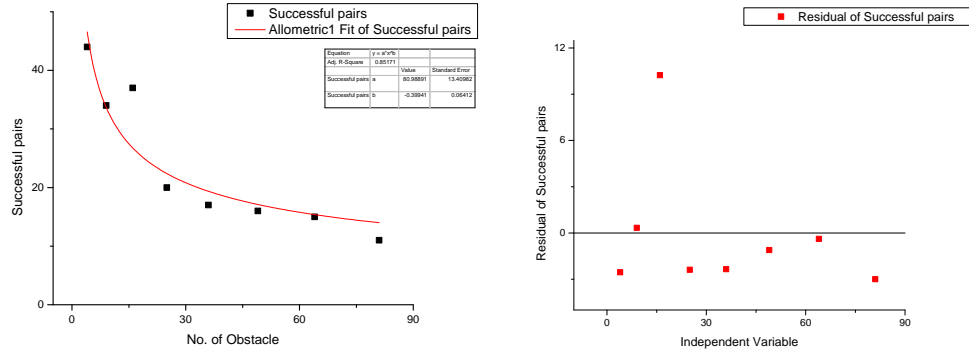 Successful pairs
Allometric1 Fit of Successful pairs
Equation y = a*x^b
Adj. R-Square 0.85171
Value Standard Error
Successful pairs a 80.98891 13.40982
Successful pairs b -0.39941 0.06412
40
20
0
Successful pairs
0 30 60 90
No. of Obstacle
Residual of Successful pairs
12
6
0
Residual of Successful pairs
0 30 60 90
Independent Variable